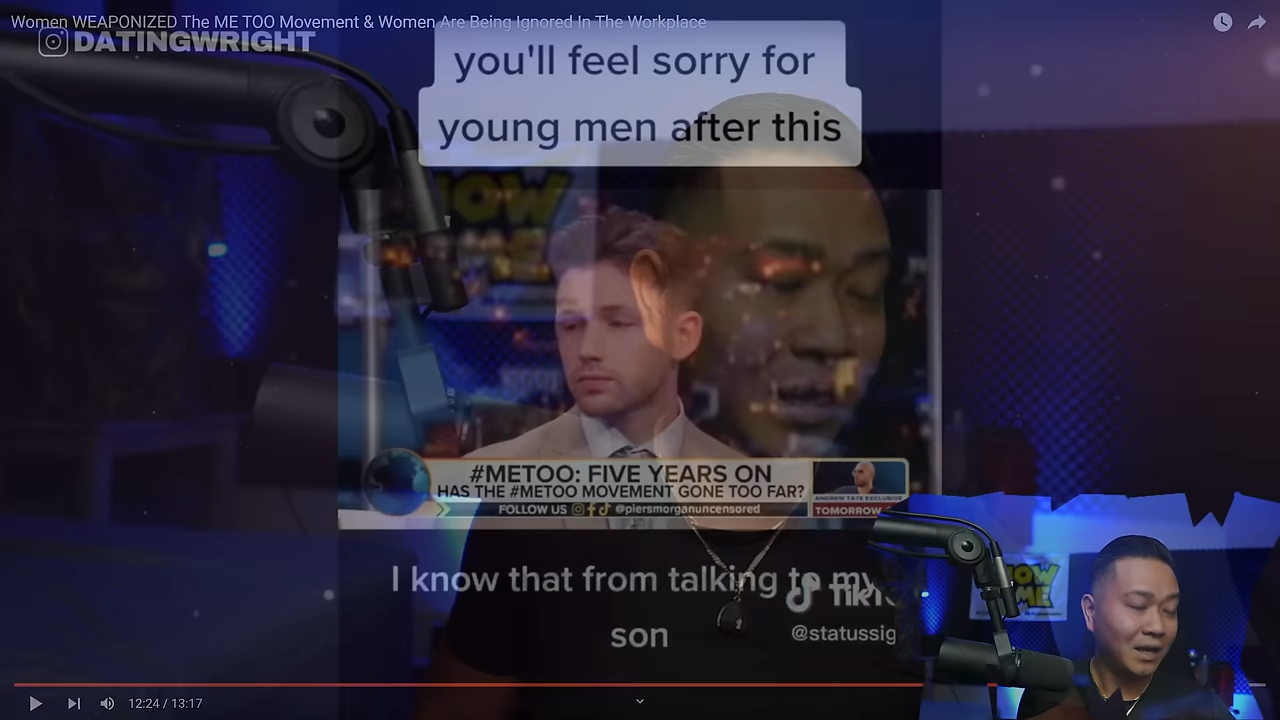 Women WEAPONIZED The ME TOO Movement & Women Are Being Ignored In The Workplace
DATINGWRIGHT
you'll feel sorry for
young men after this
#METOO: FIVE YEARS ON
HAS THE #METOO MOVEMENT GONE TOO FAR?
FOLLOW US @piersmorganuncensored
ANDREW TATE EXCLUSIVE
TOMORROW
I know that from talking to my
son
TikTo
@statussig
12:24 / 13:17